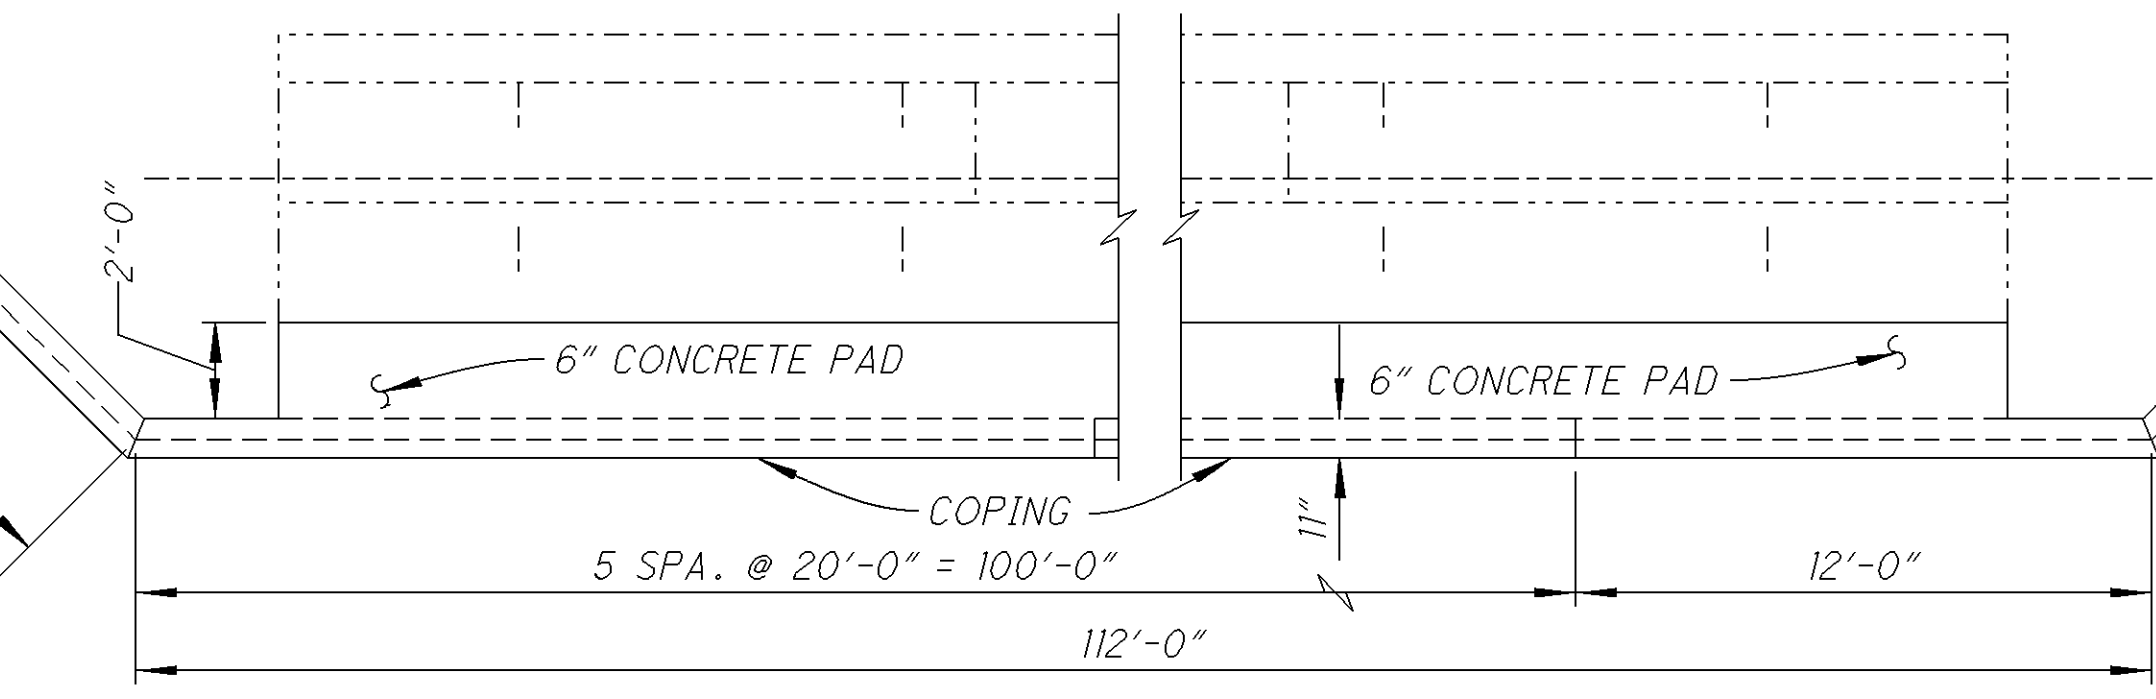 2'-0"
6" CONCRETE PAD
6" CONCRETE PAD
COPING
11"
5 SPA. @ 20'-0" = 100'-0"
12'-0"
112'-0"